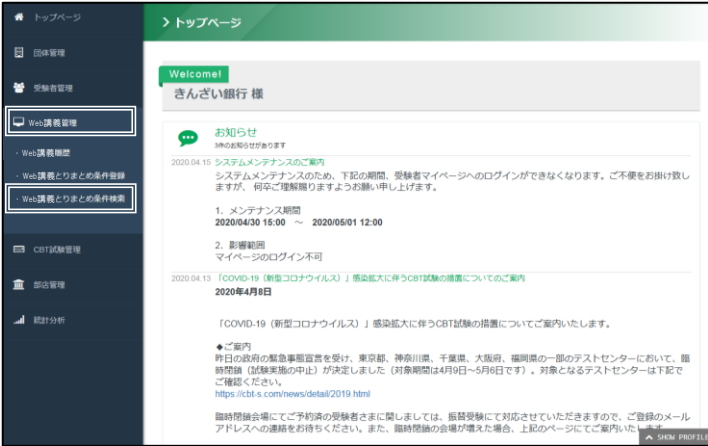 トップページ
団体管理
受験者管理
Web講義管理
・Web講義履歴
・Web講義とりまとめ条件登録
・Web講義とりまとめ条件検索
CBT試験管理
部店管理
統計分析
トップページ
Welcome!
きんざい銀行 様
お知らせ
3件のお知らせがあります
2020.04.15 システムメンテナンスのご案内
システムメンテナンスのため、下記の期間、受験者マイページへのログインができなくなります。ご不便をお掛け致し
ますが、 何卒ご理解賜りますようお願い申し上げます。
1. メンテナンス期間
2020/04/30 15:00 ～ 2020/05/01 12:00
2. 影響範囲
マイページのログイン不可
2020.04.13 「COVID-19（新型コロナウイルス）」感染拡大に伴うCBT試験の措置についてのご案内
2020年4月8日
「COVID-19（新型コロナウイルス）」感染拡大に伴うCBT試験の措置についてご案内いたします。
◆ご案内
昨日の政府の緊急事態宣言を受け、東京都、神奈川県、千葉県、大阪府、福岡県の一部のテストセンターにおいて、臨
時閉鎖（試験実施の中止）が決定しました（対象期間は4月9日～5月6日です）。対象となるテストセンターは下記で
ご確認ください。
https://cbt-s.com/news/detail/2019.html
臨時閉鎖会場にてご予約済の受験者さまに関しましては、振替受験にて対応させていただきますので、ご登録のメール
アドレスへの連絡をお待ちください。また、臨時閉鎖の会場が増えた場合、上記のページにてご案内いたします。
SHOW PROFILE